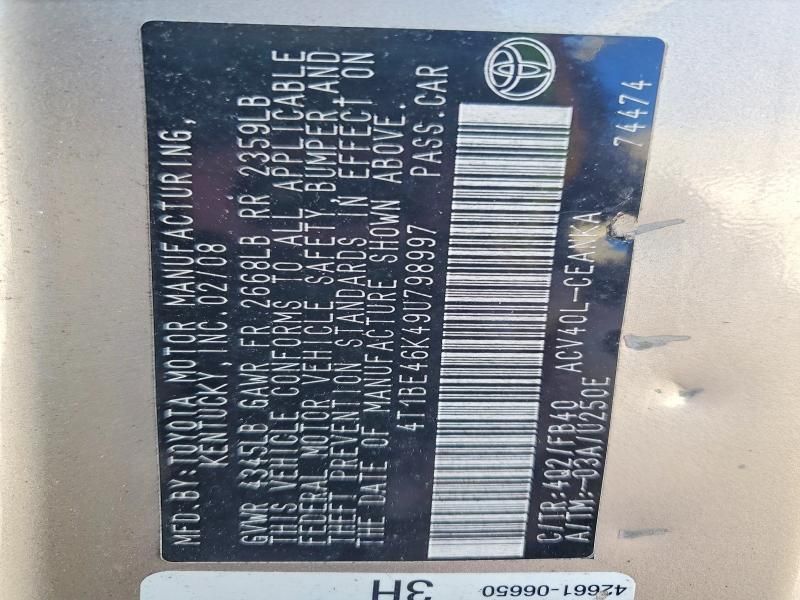 MFD.BY:TOYOTA MOTOR MANUFACTURING,
KENTUCKY, INC.02/08
GVWR 4345LB GAWR FR 2668LB RR 2359LB
THIS VEHICLE CONFORMS TO ALL APPLICABLE
FEDERAL MOTOR VEHICLE SAFETY, BUMPER, AND
THEFT PREVENTION STANDARDS IN EFFECT ON
THE DATE OF MANUFACTURE SHOWN ABOVE.
4T1BE46K49U798997 PASS.CAR
C/TR:4Q2/FB40 ACV40L-CEANKA 74474
A/TM:-03A/U250E
42661-06650
3H